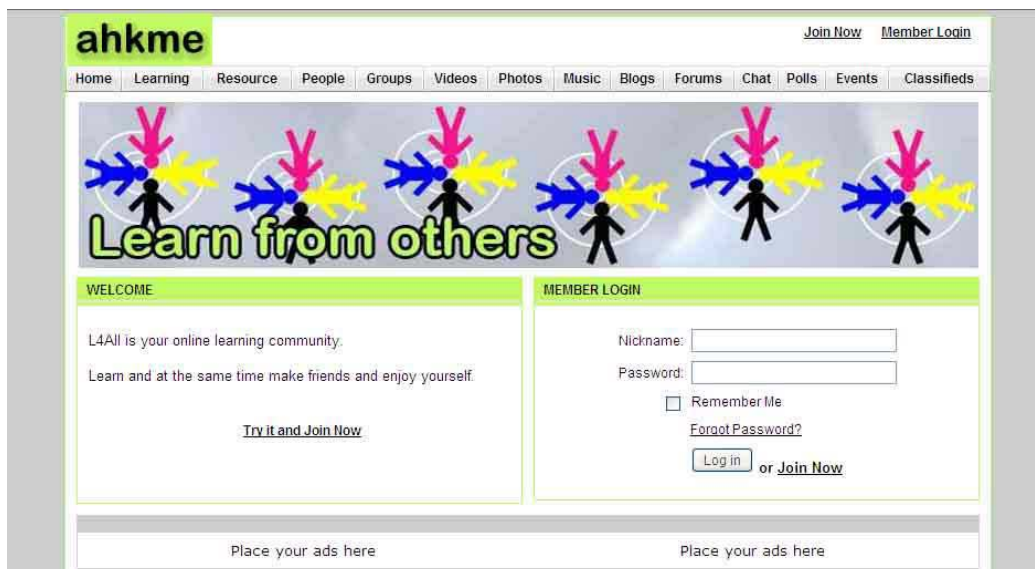 ahkme
Join Now Member Login
Home Learning Resource People Groups Videos Photos Music Blogs Forums Chat Polls Events Classifieds
Learn from others
WELCOME
L4All is your online learning community.
Learn and at the same time make friends and enjoy yourself.
Try it and Join Now
MEMBER LOGIN
Nickname:
Password:
Remember Me
Forgot Password?
Log in or Join Now
Place your ads here Place your ads here